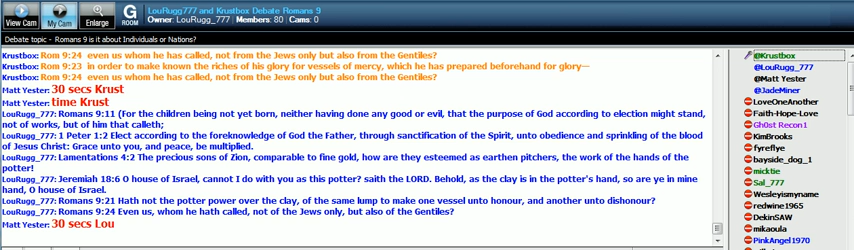 LouRugg777 and Krustbox Debate Romans 9
Owner: LouRugg_777 | Members: 80 | Cams: 0
View Cam
My Cam
Enlarge
G
ROOM
Debate topic - Romans 9 is it about Individuals or Nations?
Krustbox: Rom 9:24 even us whom he has called, not from the Jews only but also from the Gentiles?
Krustbox: Rom 9:23 in order to make known the riches of his glory for vessels of mercy, which he has prepared beforehand for glory—
Krustbox: Rom 9:24 even us whom he has called, not from the Jews only but also from the Gentiles?
Matt Yester: 30 secs Krust
Matt Yester: time Krust
LouRugg_777: Romans 9:11 (For the children being not yet born, neither having done any good or evil, that the purpose of God according to election might stand,
not of works, but of him that calleth;
LouRugg_777: 1 Peter 1:2 Elect according to the foreknowledge of God the Father, through sanctification of the Spirit, unto obedience and sprinkling of the blood
of Jesus Christ: Grace unto you, and peace, be multiplied.
LouRugg_777: Lamentations 4:2 The precious sons of Zion, comparable to fine gold, how are they esteemed as earthen pitchers, the work of the hands of the
potter!
LouRugg_777: Jeremiah 18:6 O house of Israel, cannot I do with you as this potter? saith the LORD. Behold, as the clay is in the potter's hand, so are ye in mine
hand, O house of Israel.
LouRugg_777: Romans 9:21 Hath not the potter power over the clay, of the same lump to make one vessel unto honour, and another unto dishonour?
LouRugg_777: Romans 9:24 Even us, whom he hath called, not of the Jews only, but also of the Gentiles?
Matt Yester: 30 secs Lou
@Krustbox
@LouRugg_777
@Matt Yester
@JadeMiner
LoveOneAnother
Faith-Hope-Love
Gh0st Recon1
KimBrooks
fyreflye
bayside_dog_1
micktie
Sal_777
Wesleyismyname
redwine1965
DekinSAW
mikaoula
PinkAngel1970